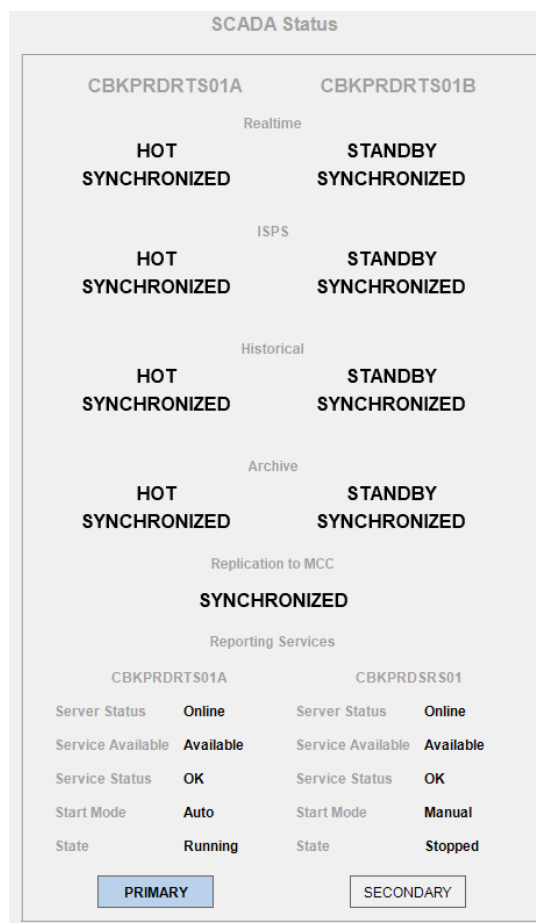 SCADA Status
CBKPRDRTS01A CBKPRDRTS01B
Realtime
HOT STANDBY
SYNCHRONIZED SYNCHRONIZED
ISPS
HOT STANDBY
SYNCHRONIZED SYNCHRONIZED
Historical
HOT STANDBY
SYNCHRONIZED SYNCHRONIZED
Archive
HOT STANDBY
SYNCHRONIZED SYNCHRONIZED
Replication to MCC
SYNCHRONIZED
Reporting Services
CBKPRDRTS01A CBKPRDSRS01
Server Status Online Server Status Online
Service Available Available Service Available Available
Service Status OK Service Status OK
Start Mode Auto Start Mode Manual
State Running State Stopped
PRIMARY SECONDARY